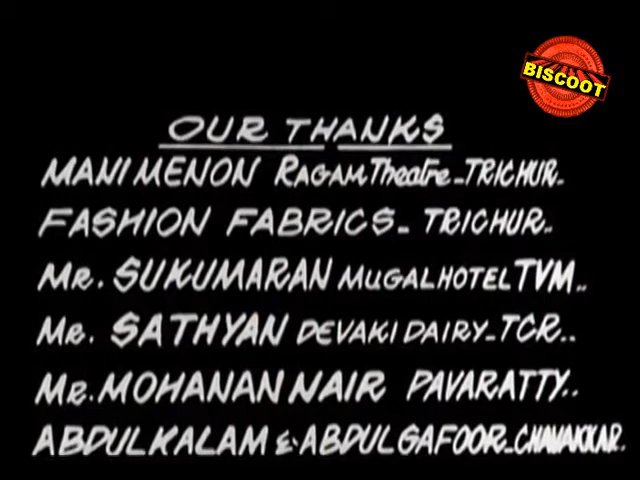 BISCOOT
OUR THANKS
MANI MENON RAGAM Theatre - TRICHUR..
FASHION FABRICS - TRICHUR..
MR. SUKUMARAN MUGAL HOTEL TVM..
MR. SATHYAN DEVAKI DAIRY - TCR..
MR. MOHANAN NAIR PAVARATTY..
ABDUL KALAM & ABDUL GAFOOR - CHAVAKKAR.